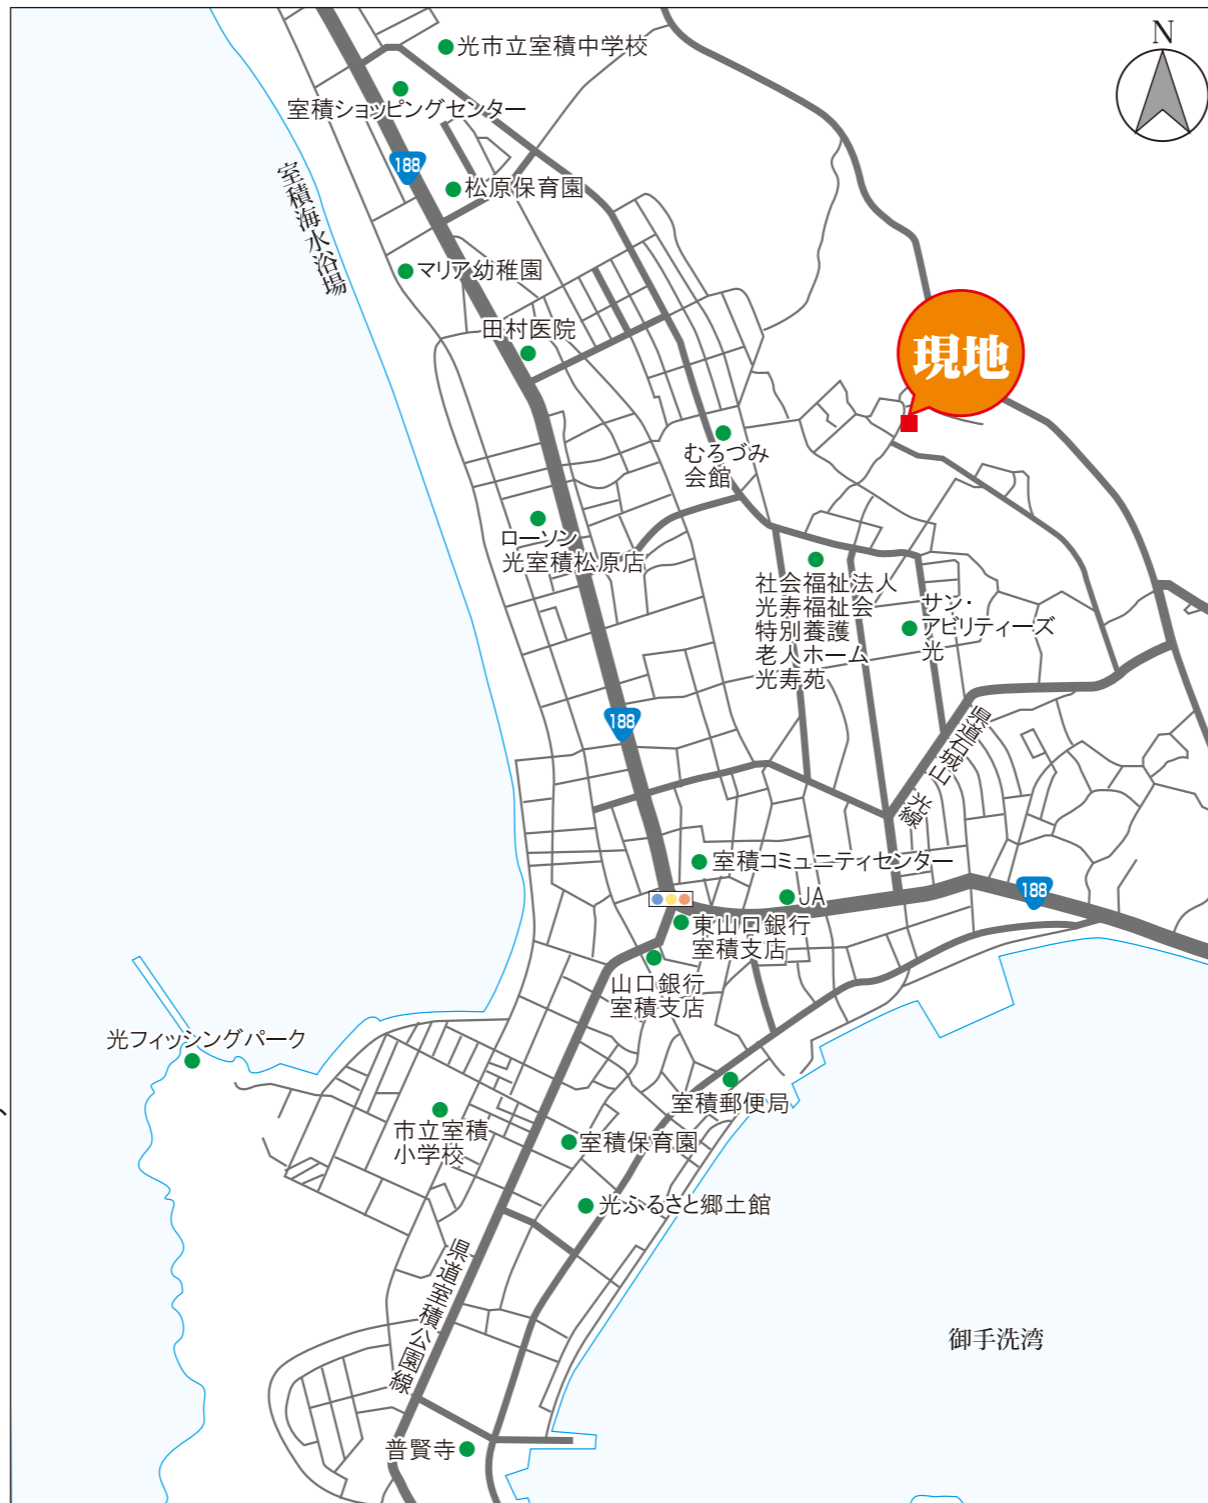 N
光市立室積中学校
室積ショッピングセンター
188
松原保育園
室積海水浴場
マリア幼稚園
田村医院
現地
むろづみ
会館
ローソン
光室積松原店
社会福祉法人
光寿福祉会
特別養護
老人ホーム
光寿苑
サン・
アビリティーズ
光
188
県道石城山
光線
室積コミュニティセンター
JA
188
東山口銀行
室積支店
山口銀行
室積支店
光フィッシングパーク
室積郵便局
市立室積
小学校
室積保育園
光ふるさと郷土館
県道室積公園線
御手洗湾
普賢寺